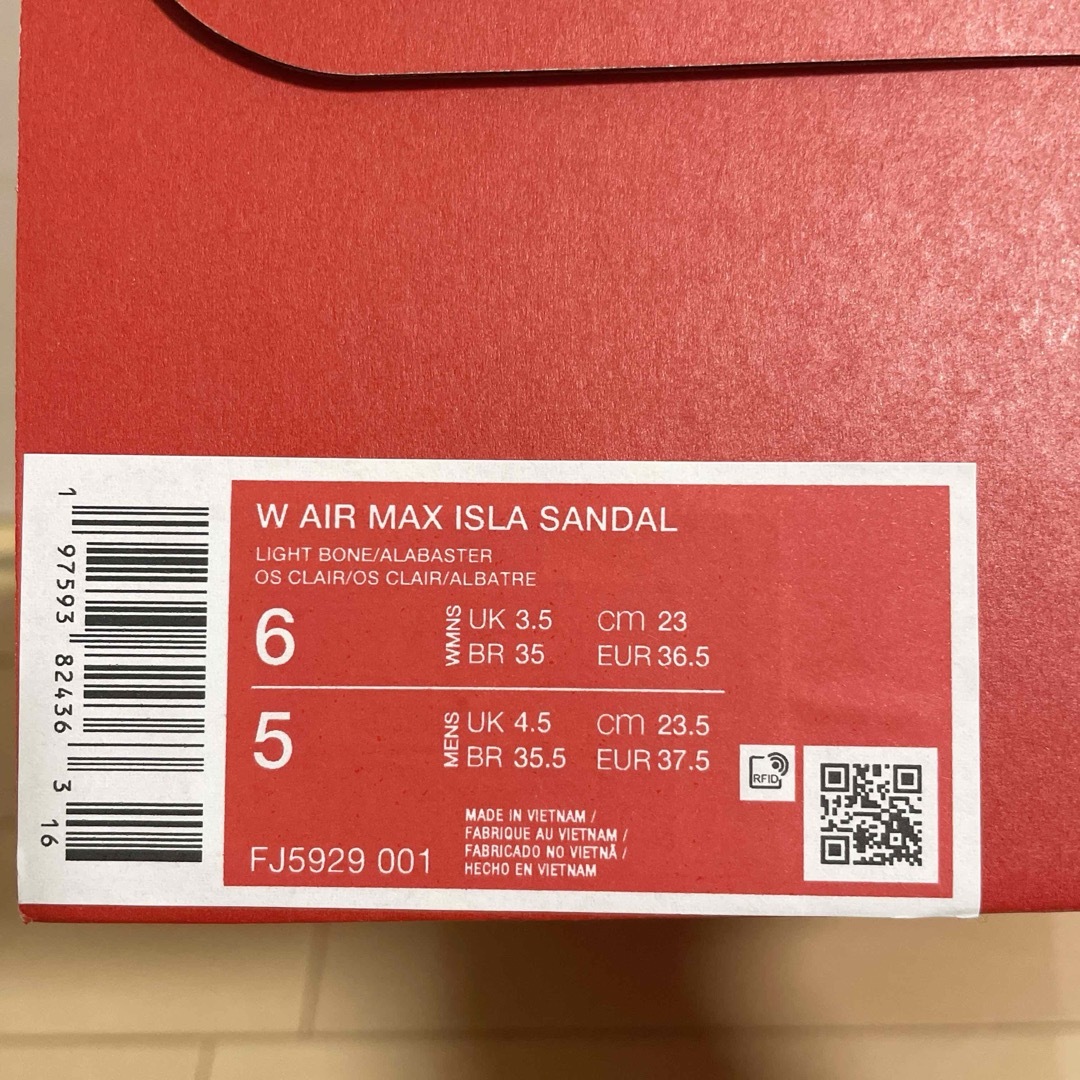 W AIR MAX ISLA SANDAL
LIGHT BONE/ALABASTER
OS CLAIR/OS CLAIR/ALBATRE
6
WMNS
UK 3.5 cm 23
BR 35 EUR 36.5
5
MENS
UK 4.5 cm 23.5
BR 35.5 EUR 37.5
RFID
MADE IN VIETNAM /
FABRIQUE AU VIETNAM /
FABRICADO NO VIETNÃ /
HECHO EN VIETNAM
FJ5929 001
1 97593 82436 3 16